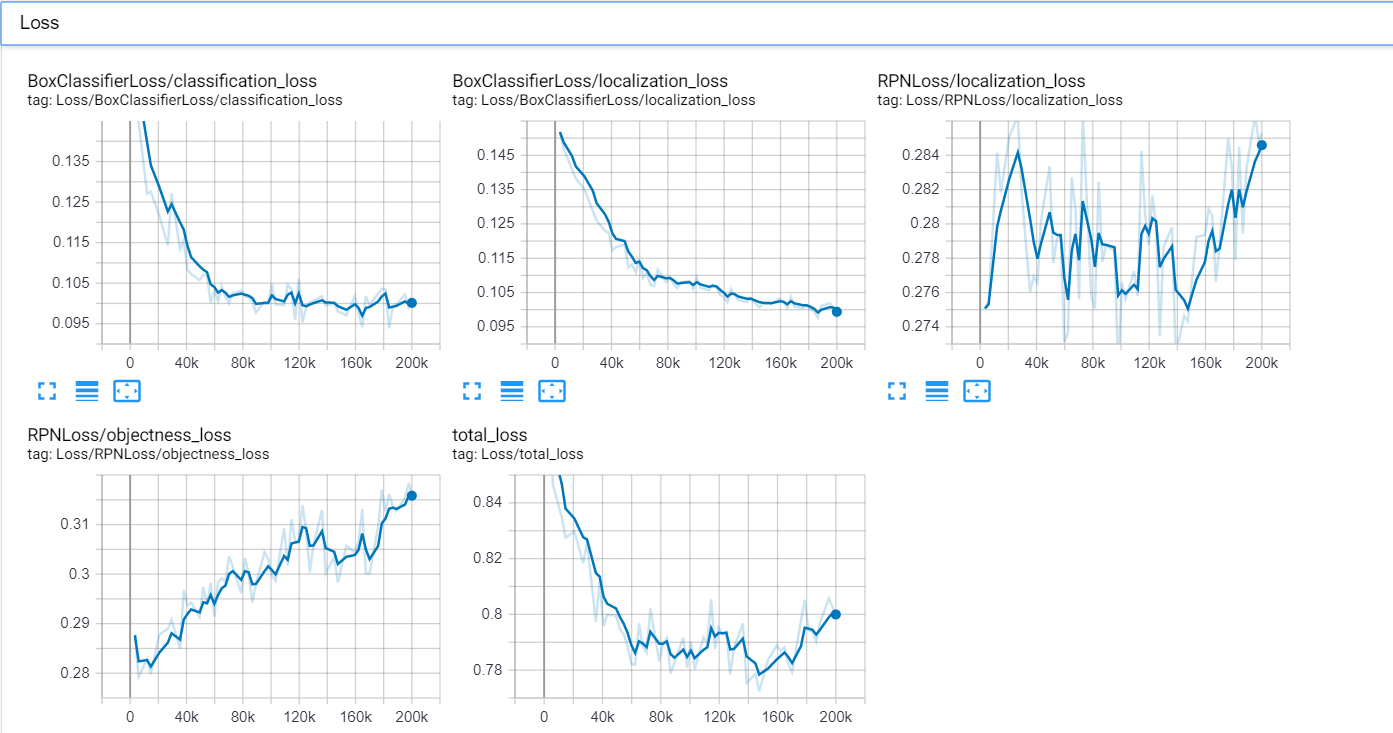 Loss
BoxClassifierLoss/classification_loss
tag: Loss/BoxClassifierLoss/classification_loss
0.135
0.125
0.115
0.105
0.095
0 40k 80k 120k 160k 200k
BoxClassifierLoss/localization_loss
tag: Loss/BoxClassifierLoss/localization_loss
0.145
0.135
0.125
0.115
0.105
0.095
0 40k 80k 120k 160k 200k
RPNLoss/localization_loss
tag: Loss/RPNLoss/localization_loss
0.284
0.282
0.28
0.278
0.276
0.274
0 40k 80k 120k 160k 200k
RPNLoss/objectness_loss
tag: Loss/RPNLoss/objectness_loss
0.31
0.3
0.29
0.28
0 40k 80k 120k 160k 200k
total_loss
tag: Loss/total_loss
0.84
0.82
0.8
0.78
0 40k 80k 120k 160k 200k